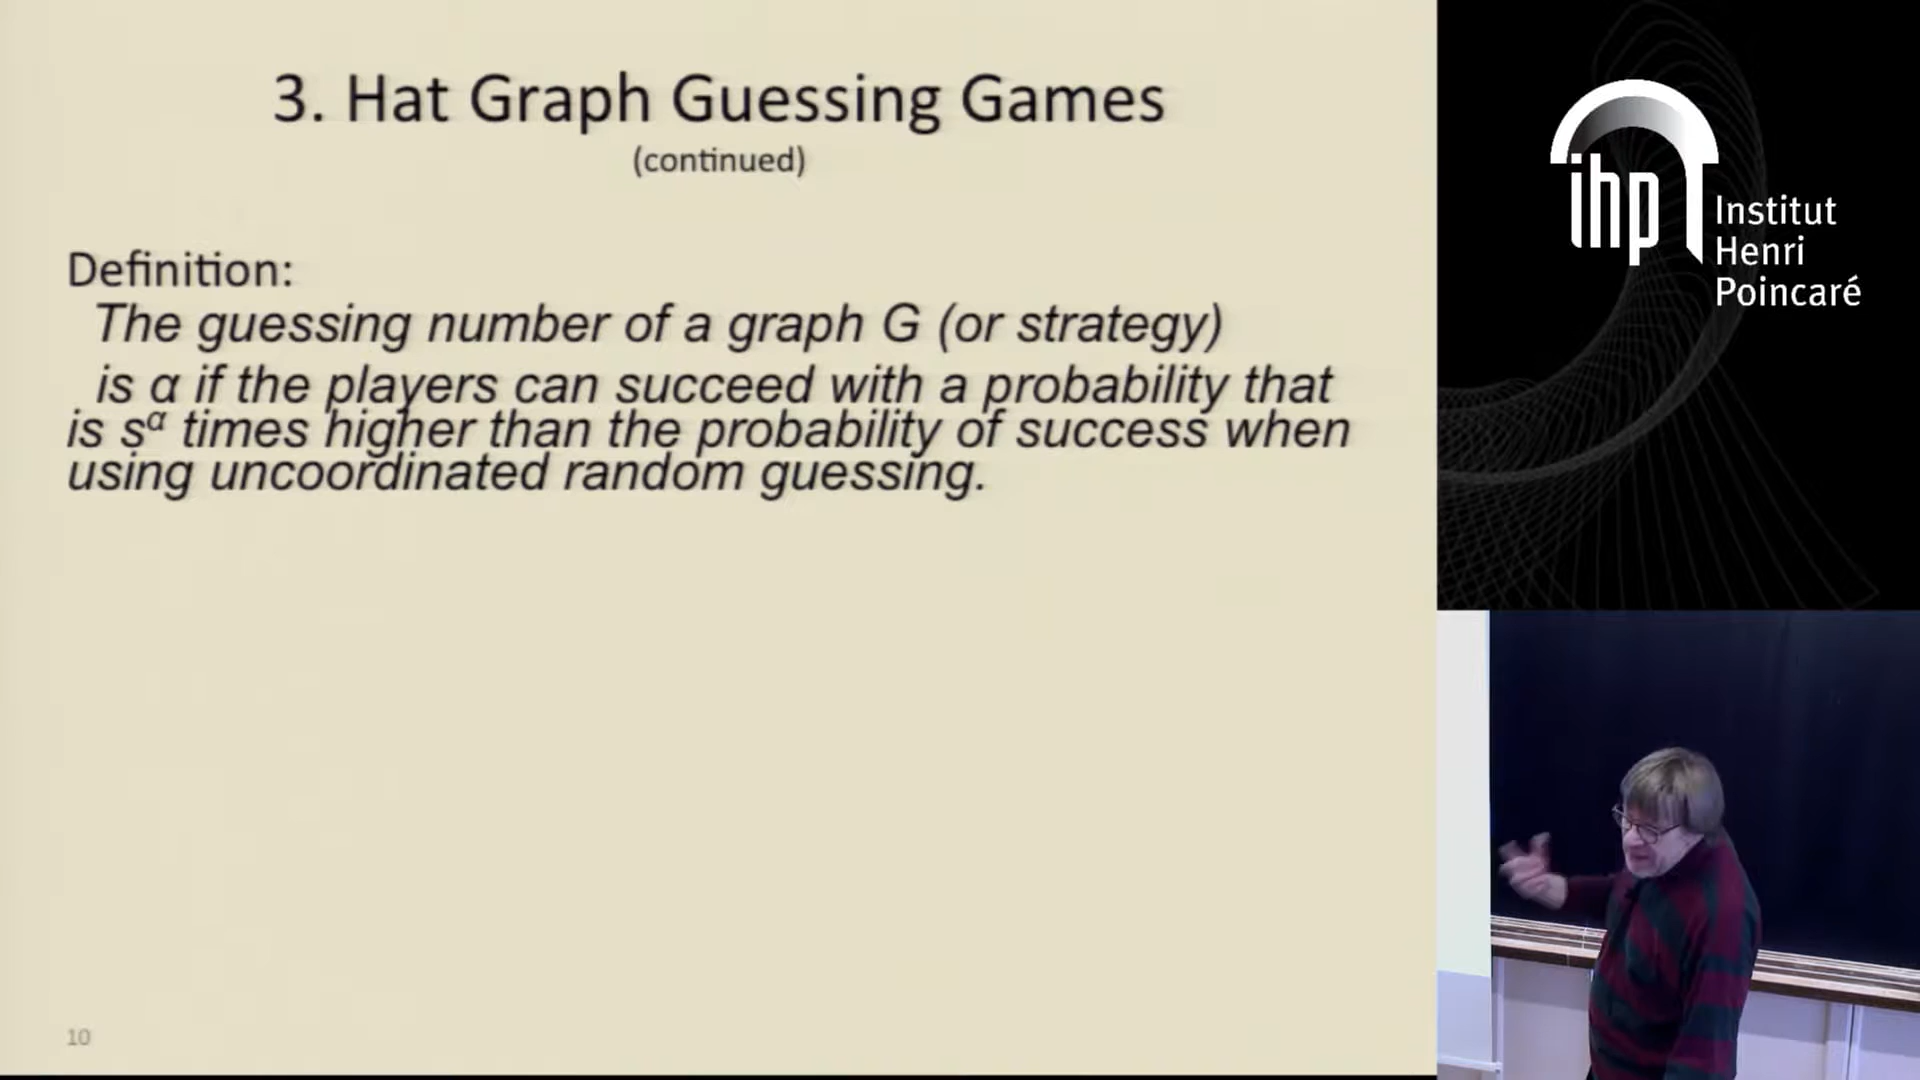 3. Hat Graph Guessing Games
(continued)
Definition:
The guessing number of a graph G (or strategy)
is α if the players can succeed with a probability that
is sᵅ times higher than the probability of success when
using uncoordinated random guessing.
10
ihp
Institut
Henri
Poincaré